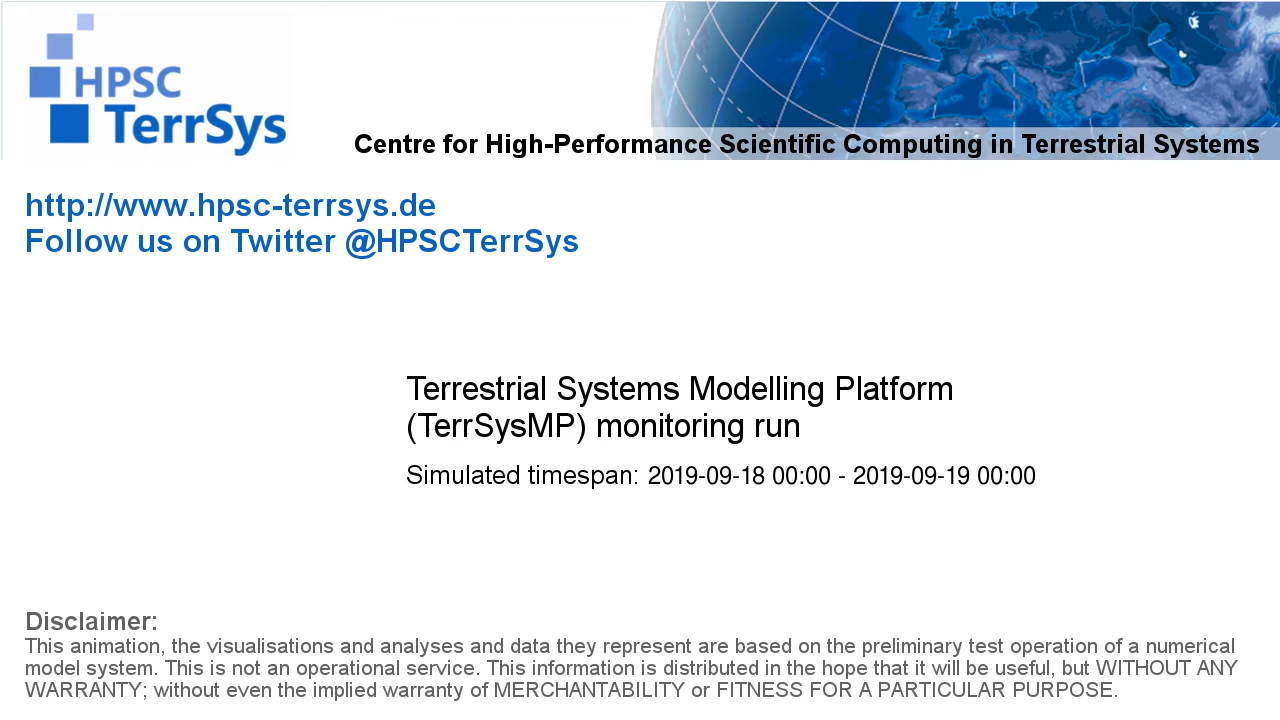 HPSC
TerrSys
Centre for High-Performance Scientific Computing in Terrestrial Systems
http://www.hpsc-terrsys.de
Follow us on Twitter @HPSCTerrSys
Terrestrial Systems Modelling Platform
(TerrSysMP) monitoring run
Simulated timespan: 2019-09-18 00:00 - 2019-09-19 00:00
Disclaimer:
This animation, the visualisations and analyses and data they represent are based on the preliminary test operation of a numerical
model system. This is not an operational service. This information is distributed in the hope that it will be useful, but WITHOUT ANY
WARRANTY; without even the implied warranty of MERCHANTABILITY or FITNESS FOR A PARTICULAR PURPOSE.